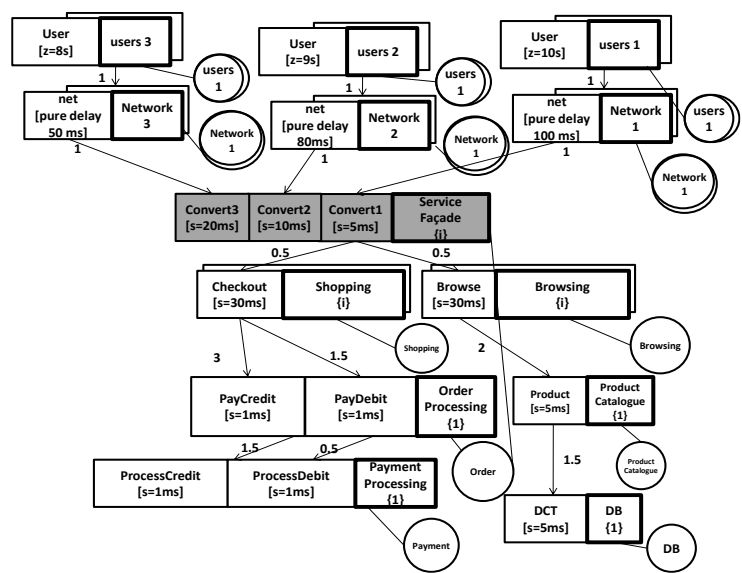 User
[z=8s]
users 3
users
1
1
net
[pure delay
50 ms]
Network
3
Network
1
1
User
[z=9s]
users 2
users
1
1
net
[pure delay
80ms]
Network
2
Network
1
1
User
[z=10s]
users 1
users
1
1
net
[pure delay
100 ms]
Network
1
Network
1
1
Convert3
[s=20ms]
Convert2
[s=10ms]
Convert1
[s=5ms]
Service
Façade
{i}
0.5
0.5
Checkout
[s=30ms]
Shopping
{i}
Shopping
Browse
[s=30ms]
Browsing
{i}
Browsing
3
1.5
2
PayCredit
[s=1ms]
PayDebit
[s=1ms]
Order
Processing
{1}
Order
Product
[s=5ms]
Product
Catalogue
{1}
Product
Catalogue
1.5
0.5
1.5
ProcessCredit
[s=1ms]
ProcessDebit
[s=1ms]
Payment
Processing
{1}
Payment
DCT
[s=5ms]
DB
{1}
DB